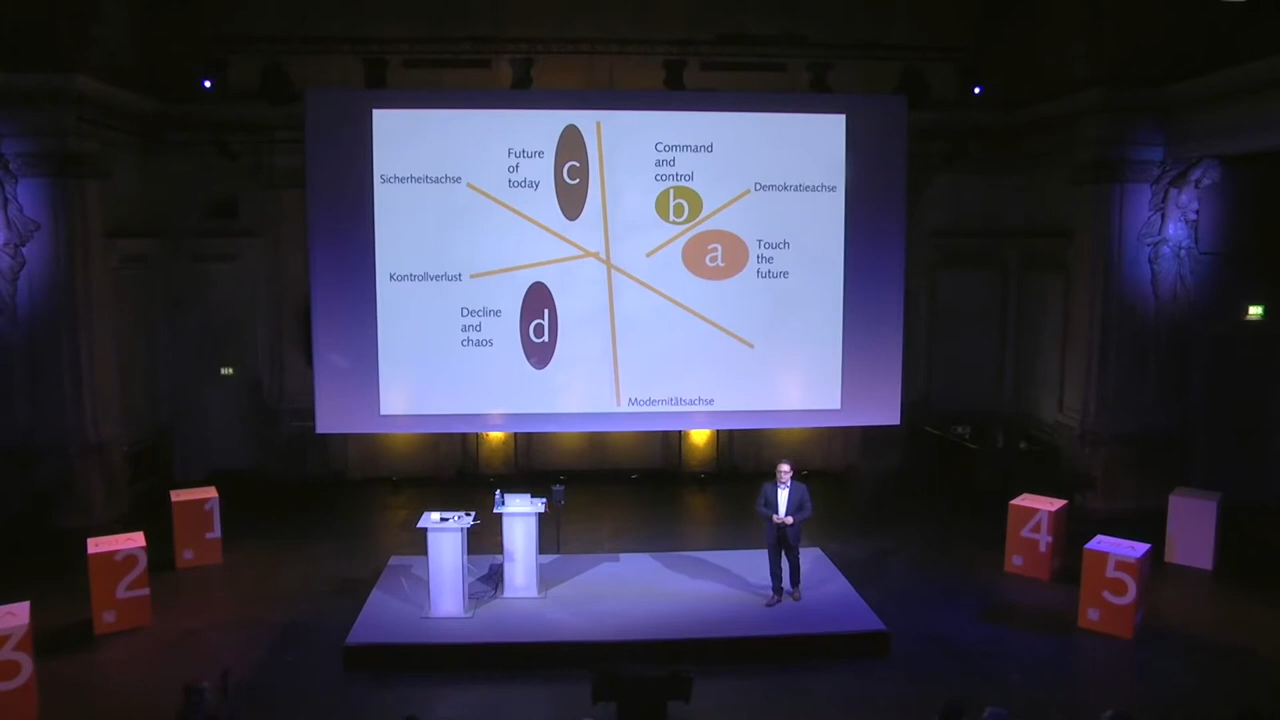 Future
of
today
c
Command
and
control
b
Sicherheitsachse
Demokratieachse
a
Touch
the
future
Kontrollverlust
Decline
and
chaos
d
Modernitätsachse
1
2
3
4
5